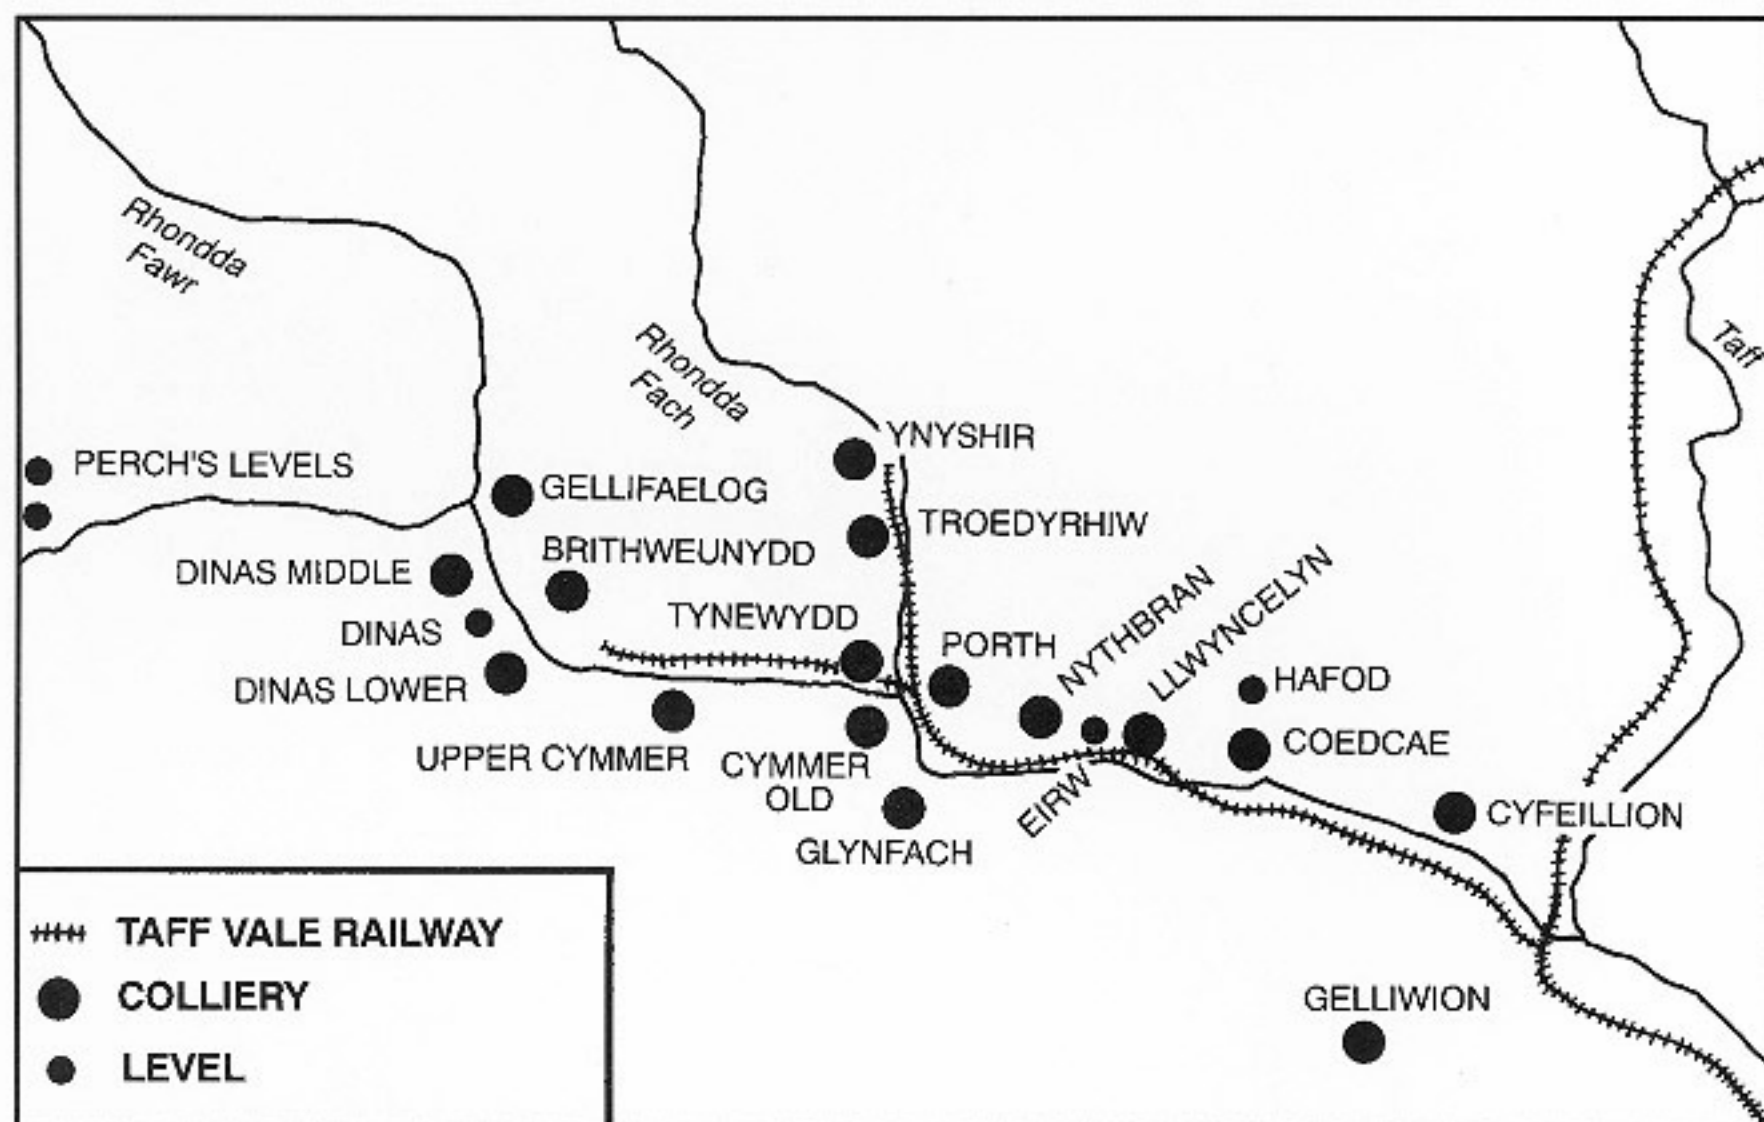 Rhondda
Fawr
Rhondda
Fach
Taff
YNYSHIR
PERCH'S LEVELS
GELLIFAELOG
TROEDYRHIW
BRITHWEUNYDD
DINAS MIDDLE
TYNEWYDD
DINAS
PORTH
NYTHBRAN
LLWYNCELYN
HAFOD
DINAS LOWER
COEDCAE
UPPER CYMMER
CYMMER
OLD
EIRW
CYFEILLION
GLYNFACH
TAFF VALE RAILWAY
COLLIERY
LEVEL
GELLIWION